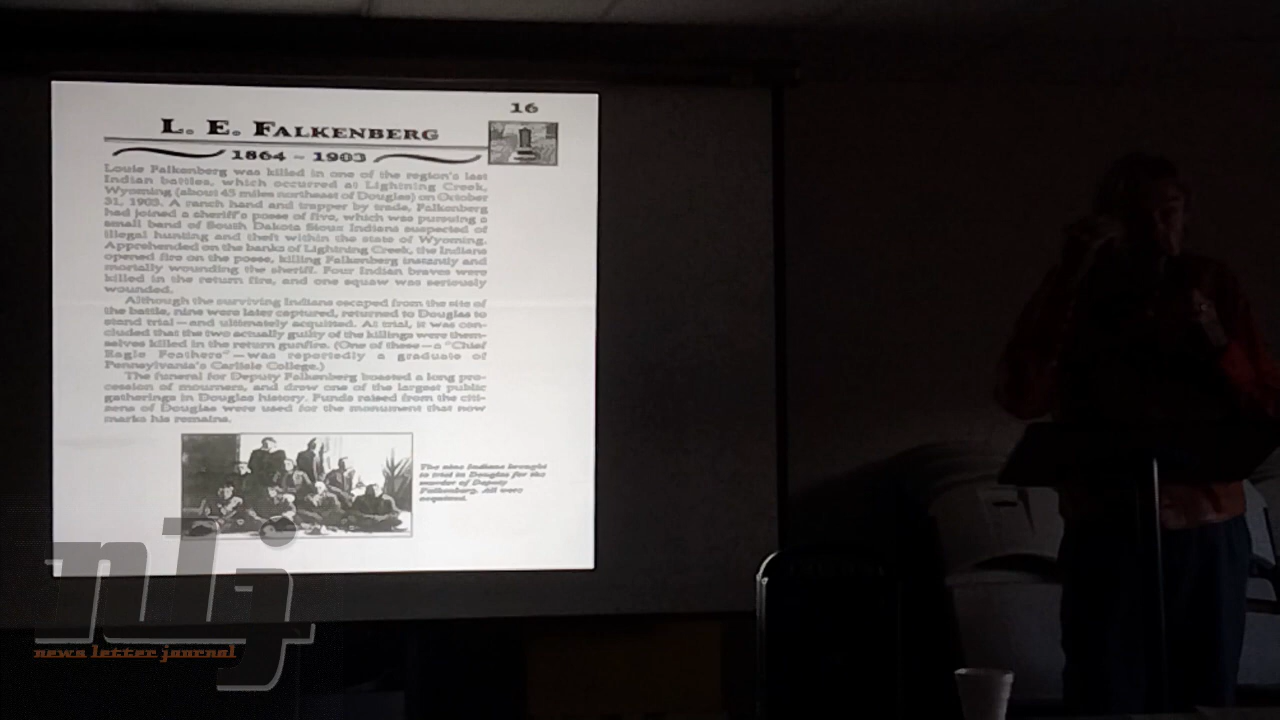 16
L. E. FALKENBERG
1864 ~ 1903
Louie Falkenberg was killed in one of the region's last
Indian battles, which occurred at Lightning Creek,
Wyoming (about 45 miles northeast of Douglas) on October
31, 1903. A ranch hand and trapper by trade, Falkenberg
had joined a sheriff's posse of five, which was pursuing a
small band of South Dakota Sioux Indians suspected of
illegal hunting and theft within the state of Wyoming.
Apprehended on the banks of Lightning Creek, the Indians
opened fire on the posse, killing Falkenberg instantly and
mortally wounding the sheriff. Four Indian braves were
killed in the return fire, and one squaw was seriously
wounded.
Although the surviving Indians escaped from the site of
the battle, nine were later captured, returned to Douglas to
stand trial—and ultimately acquitted. At trial, it was con-
cluded that the two actually guilty of the killings were them-
selves killed in the return gunfire. (One of these—a "Chief
Eagle Feathers"—was reportedly a graduate of
Pennsylvania's Carlisle College.)
The funeral for Deputy Falkenberg boasted a long pro-
cession of mourners, and drew one of the largest public
gatherings in Douglas history. Funds raised from the citi-
zens of Douglas were used for the monument that now
marks his remains.
The nine Indians brought
to trial in Douglas for the
murder of Deputy
Falkenberg. All were
acquitted.
nlj
news letter journal